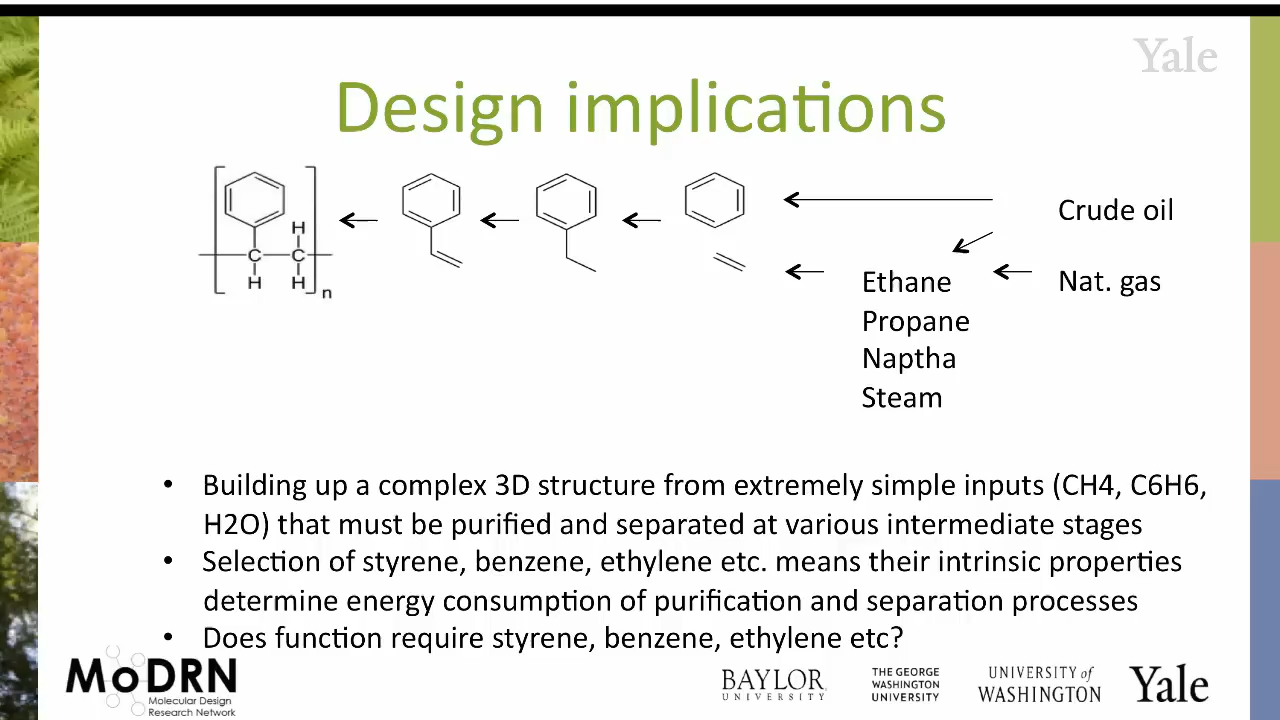 Yale
Design implications
H
C C
H H
n
Crude oil
Ethane
Nat. gas
Propane
Naptha
Steam
• Building up a complex 3D structure from extremely simple inputs (CH4, C6H6,
H2O) that must be purified and separated at various intermediate stages
• Selection of styrene, benzene, ethylene etc. means their intrinsic properties
determine energy consumption of purification and separation processes
• Does function require styrene, benzene, ethylene etc?
MoDRN
Molecular Design
Research Network
BAYLOR
UNIVERSITY
THE GEORGE
WASHINGTON
UNIVERSITY
UNIVERSITY of
WASHINGTON
Yale